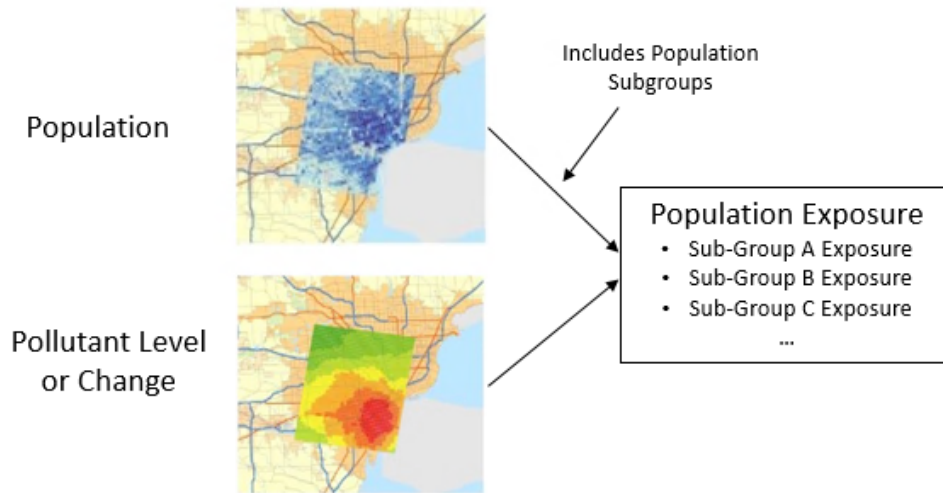 Includes Population
Subgroups
Population
Population Exposure
• Sub-Group A Exposure
• Sub-Group B Exposure
• Sub-Group C Exposure
...
Pollutant Level
or Change